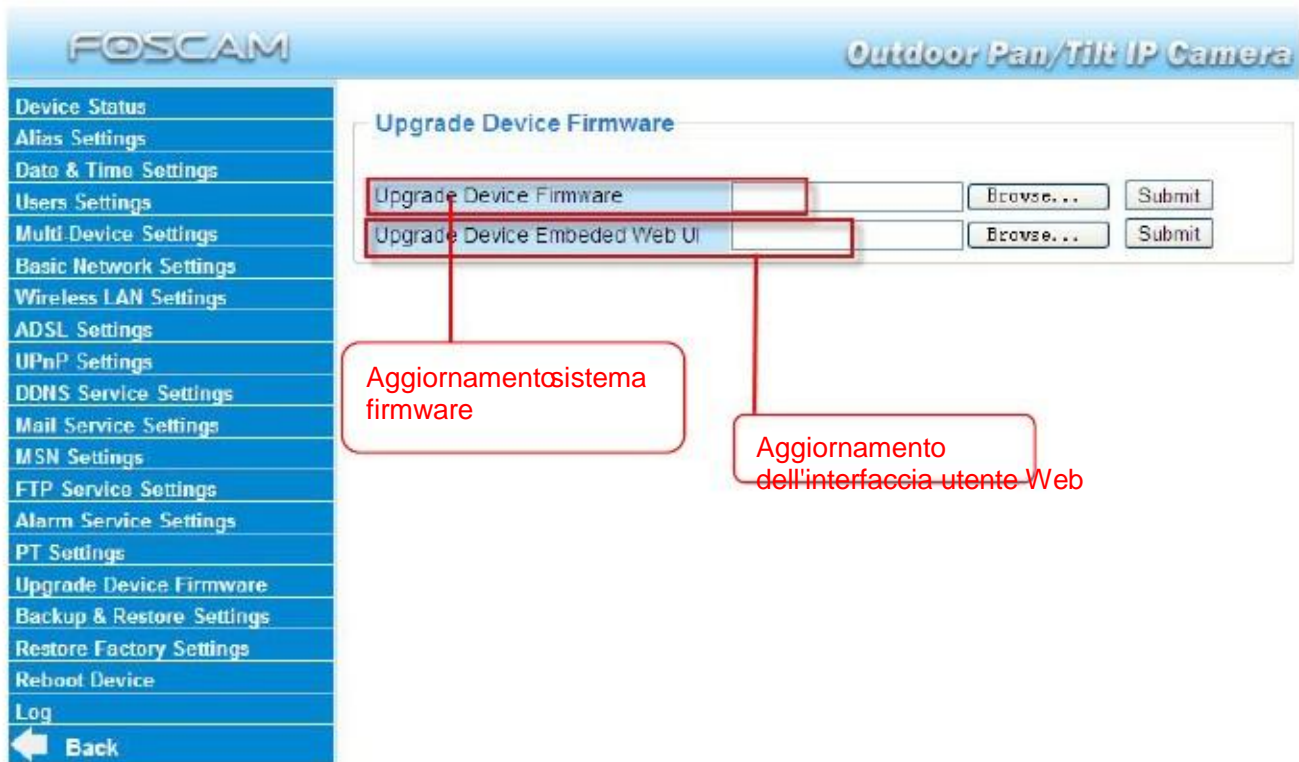 FOSCAM
Outdoor Pan/Tilt IP Camera
Device Status
Alias Settings
Date & Time Settings
Users Settings
Multi-Device Settings
Basic Network Settings
Wireless LAN Settings
ADSL Settings
UPnP Settings
DDNS Service Settings
Mail Service Settings
MSN Settings
FTP Service Settings
Alarm Service Settings
PT Settings
Upgrade Device Firmware
Backup & Restore Settings
Restore Factory Settings
Reboot Device
Log
Back
Upgrade Device Firmware
Upgrade Device Firmware Browse... Submit
Upgrade Device Embeded Web UI Browse... Submit
Aggiornamento sistema
firmware
Aggiornamento
dell'interfaccia utente Web